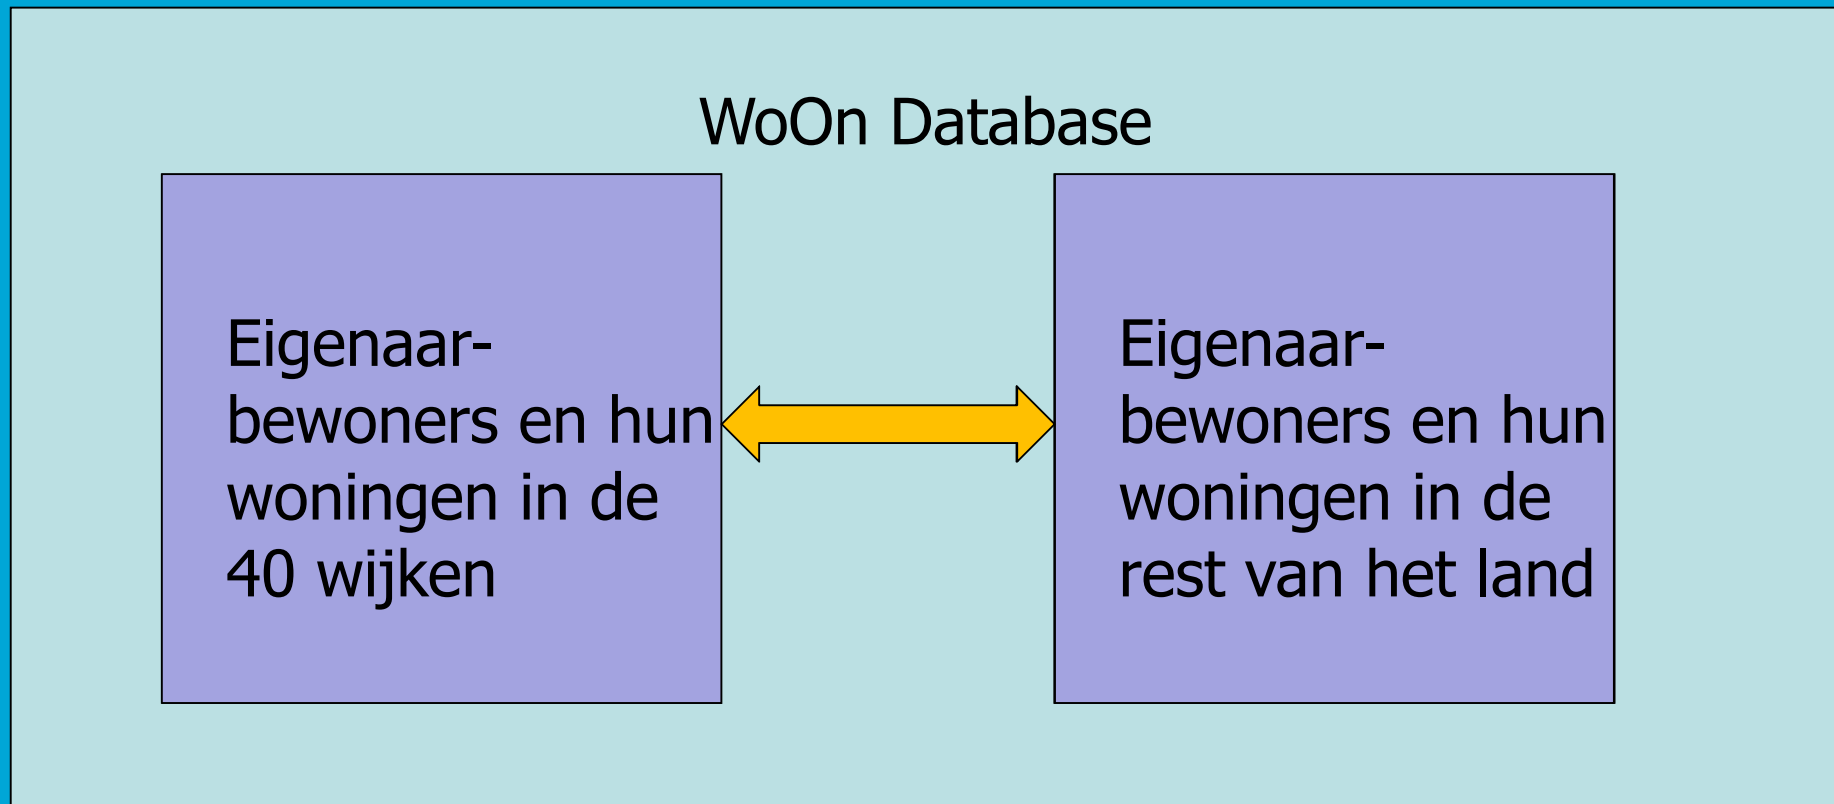 WoOn Database
Eigenaar-
bewoners en hun
woningen in de
40 wijken
Eigenaar-
bewoners en hun
woningen in de
rest van het land